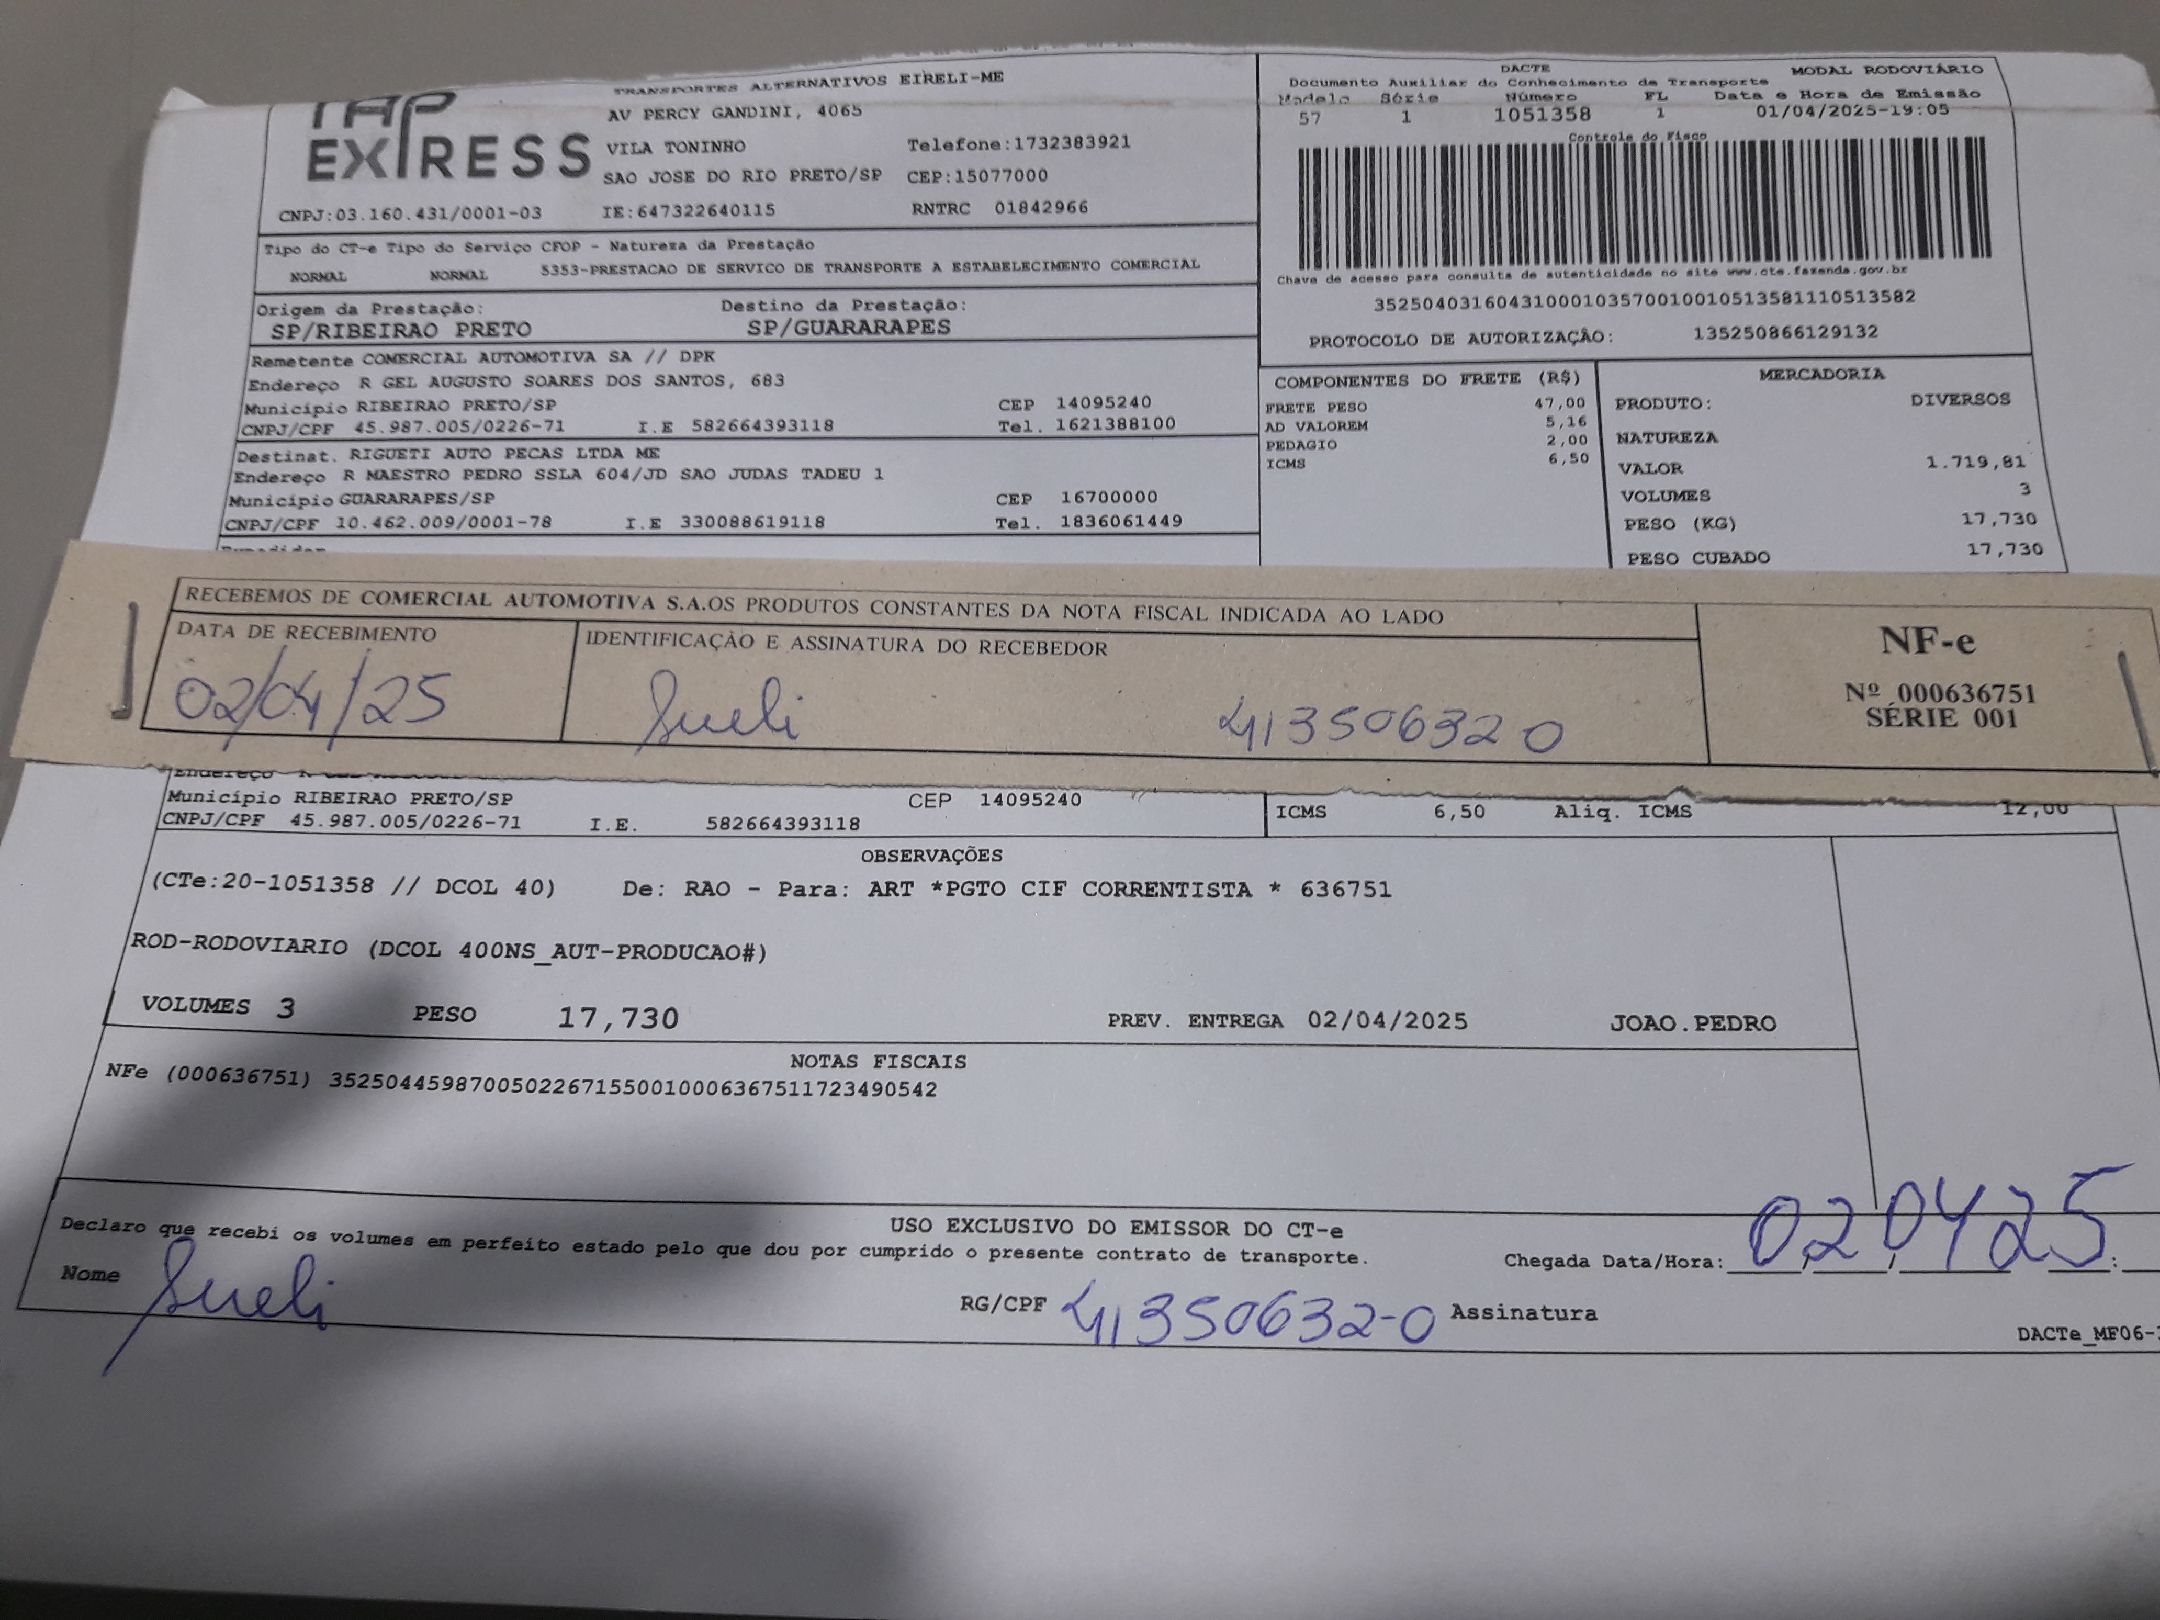 TAP EXPRESS
TRANSPORTES ALTERNATIVOS EIRELI-ME
AV PERCY GANDINI, 4065
VILA TONINHO Telefone:1732383921
SAO JOSE DO RIO PRETO/SP CEP:15077000
CNPJ:03.160.431/0001-03 IE:647322640115 RNTRC 01842966
DACTE MODAL RODOVIÁRIO
Documento Auxiliar do Conhecimento de Transporte
Modelo Série Número FL Data e Hora de Emissão
57 1 1051358 1 01/04/2025-19:05
Controle do Fisco
Chave de acesso para consulta de autenticidade no site www.cte.fazenda.gov.br
35250403160431000103570010010513581110513582
PROTOCOLO DE AUTORIZAÇÃO: 135250866129132
Tipo do CT-e Tipo do Serviço CFOP - Natureza da Prestação
NORMAL NORMAL 5353-PRESTACAO DE SERVICO DE TRANSPORTE A ESTABELECIMENTO COMERCIAL
Origem da Prestação: Destino da Prestação:
SP/RIBEIRAO PRETO SP/GUARARAPES
Remetente COMERCIAL AUTOMOTIVA SA // DPK
Endereço R GEL AUGUSTO SOARES DOS SANTOS, 683
Município RIBEIRAO PRETO/SP CEP 14095240
CNPJ/CPF 45.987.005/0226-71 I.E 582664393118 Tel. 1621388100
Destinat. RIGUETI AUTO PECAS LTDA ME
Endereço R MAESTRO PEDRO SSLA 604/JD SAO JUDAS TADEU 1
Município GUARARAPES/SP CEP 16700000
CNPJ/CPF 10.462.009/0001-78 I.E 330088619118 Tel. 1836061449
COMPONENTES DO FRETE (R$)
FRETE PESO 47,00
AD VALOREM 5,16
PEDAGIO 2,00
ICMS 6,50
MERCADORIA
PRODUTO: DIVERSOS
NATUREZA
VALOR 1.719,81
VOLUMES 3
PESO (KG) 17,730
PESO CUBADO 17,730
RECEBEMOS DE COMERCIAL AUTOMOTIVA S.A.OS PRODUTOS CONSTANTES DA NOTA FISCAL INDICADA AO LADO
DATA DE RECEBIMENTO IDENTIFICAÇÃO E ASSINATURA DO RECEBEDOR
02/04/25 Sueli 413506320
NF-e
Nº 000636751
SÉRIE 001
Município RIBEIRAO PRETO/SP CEP 14095240
CNPJ/CPF 45.987.005/0226-71 I.E. 582664393118
ICMS 6,50 Aliq. ICMS 12,00
OBSERVAÇÕES
(CTe:20-1051358 // DCOL 40) De: RAO - Para: ART *PGTO CIF CORRENTISTA * 636751
ROD-RODOVIARIO (DCOL 400NS_AUT-PRODUCAO#)
VOLUMES 3 PESO 17,730 PREV. ENTREGA 02/04/2025 JOAO.PEDRO
NOTAS FISCAIS
NFe (000636751) 35250445987005022671550010006367511723490542
USO EXCLUSIVO DO EMISSOR DO CT-e
Declaro que recebi os volumes em perfeito estado pelo que dou por cumprido o presente contrato de transporte.
Chegada Data/Hora: 02 04 25
Nome Sueli RG/CPF 41350632-0 Assinatura